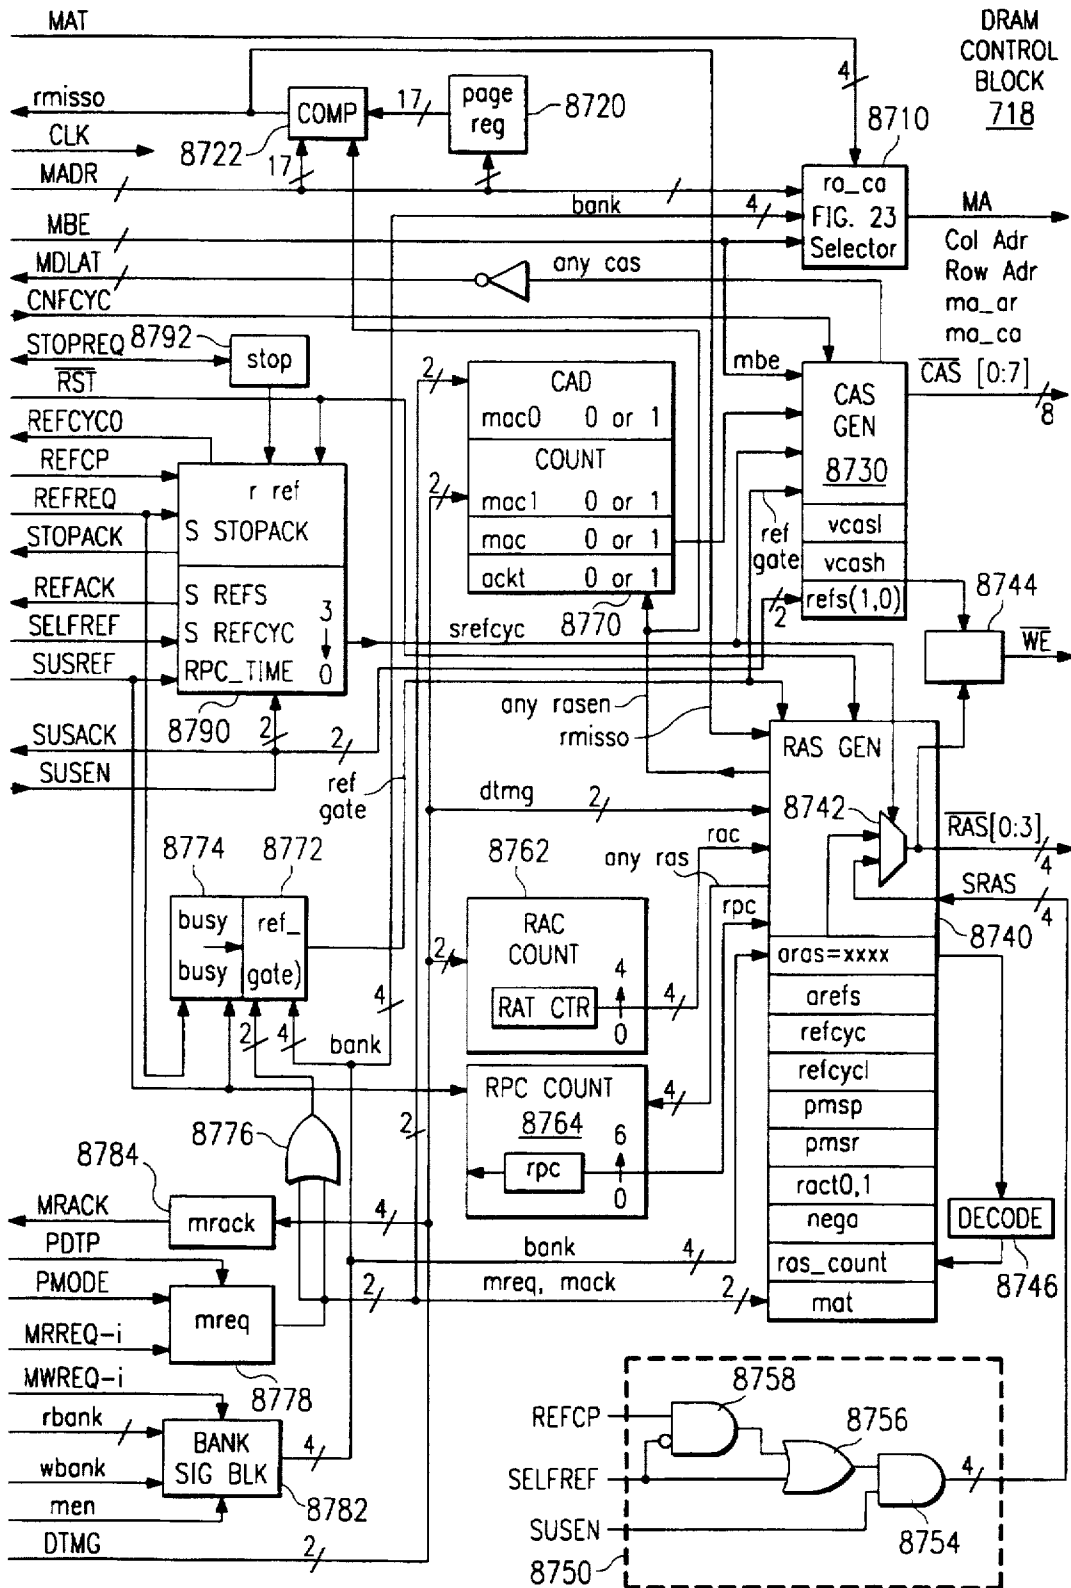 MAT
DRAM
CONTROL
BLOCK
718
rmisso
CLK
MADR
MBE
MDLAT
CNFCYC
STOPREQ
RST
REFCYCO
REFCP
REFREQ
STOPACK
REFACK
SELFREF
SUSREF
SUSACK
SUSEN
COMP
8722
17
17
page
reg
8720
4
8710
ra_ca
FIG. 23
Selector
bank
4
MA
Col Adr
Row Adr
ma_ar
ma_ca
any cas
8792
stop
r ref
S STOPACK
S REFS
S REFCYC
RPC_TIME
3
0
8790
2
2
2
CAD
mac0 0 or 1
COUNT
2
mac1 0 or 1
mac 0 or 1
ackt 0 or 1
8770
mbe
CAS
GEN
8730
vcasl
vcash
refs(1,0)
ref
gate
2
CAS [0:7]
8
8744
WE
srefcyc
any rasen
rmisso
ref
gate
dtmg
2
RAS GEN
8742
RAS[0:3]
4
SRAS
4
8740
rac
any ras
rpc
8774
8772
busy
busy
ref_
gate)
2
4
4
bank
8762
RAC
COUNT
RAT CTR
4
0
4
2
RPC COUNT
8764
rpc
6
0
4
aras=xxxx
arefs
refcyc
refcycl
pmsp
pmsr
ract0,1
nega
ras_count
mat
DECODE
8746
8776
2
8784
MRACK
mrack
4
PDTP
PMODE
mreq
MRREQ-i
8778
bank
4
mreq, mack
2
2
MWREQ-i
rbank
BANK
SIG BLK
4
wbank
men
8782
DTMG
2
REFCP
SELFREF
SUSEN
8758
8756
8754
4
8750